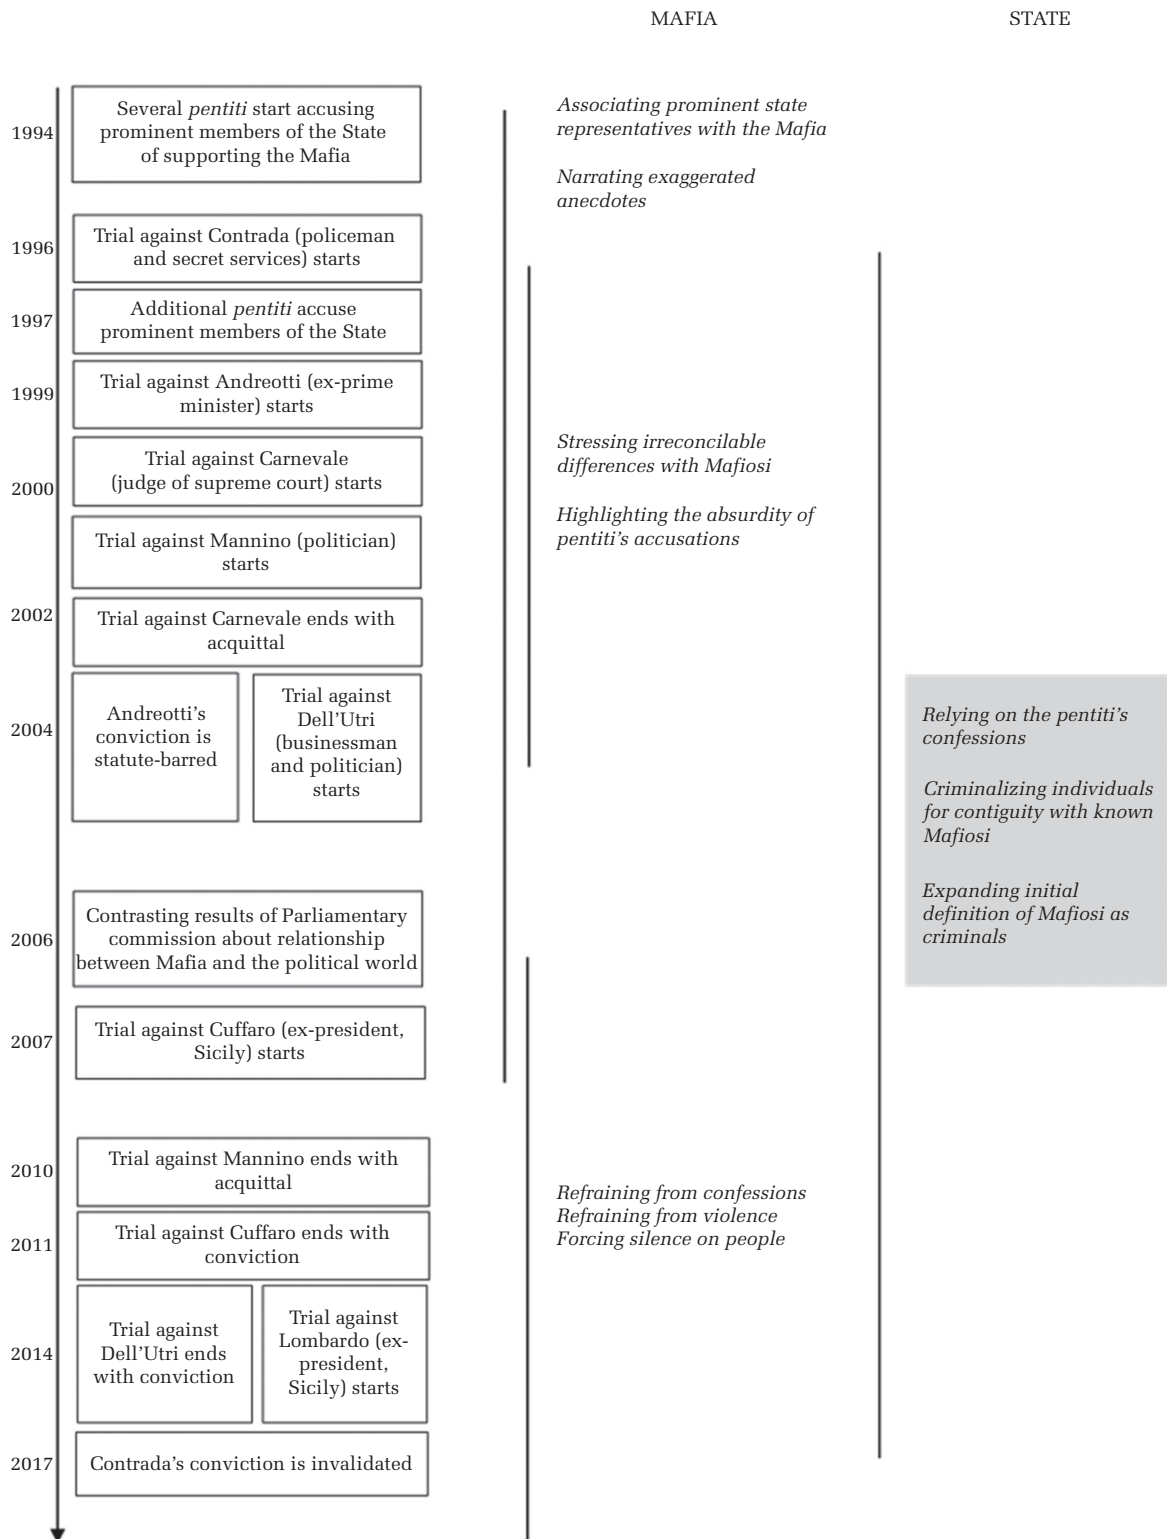 MAFIA
STATE
1994
Several pentiti start accusing
prominent members of the State
of supporting the Mafia
Associating prominent state
representatives with the Mafia
Narrating exaggerated
anecdotes
1996
Trial against Contrada (policeman
and secret services) starts
1997
Additional pentiti accuse
prominent members of the State
1999
Trial against Andreotti (ex-prime
minister) starts
2000
Trial against Carnevale
(judge of supreme court) starts
Stressing irreconcilable
differences with Mafiosi
Highlighting the absurdity of
pentiti's accusations
Trial against Mannino (politician)
starts
2002
Trial against Carnevale ends with
acquittal
2004
Andreotti's
conviction is
statute-barred
Trial against
Dell'Utri
(businessman
and politician)
starts
Relying on the pentiti's
confessions
Criminalizing individuals
for contiguity with known
Mafiosi
Expanding initial
definition of Mafiosi as
criminals
2006
Contrasting results of Parliamentary
commission about relationship
between Mafia and the political world
2007
Trial against Cuffaro (ex-president,
Sicily) starts
2010
Trial against Mannino ends with
acquittal
Refraining from confessions
Refraining from violence
Forcing silence on people
2011
Trial against Cuffaro ends with
conviction
2014
Trial against
Dell'Utri ends
with conviction
Trial against
Lombardo (ex-
president,
Sicily) starts
2017
Contrada's conviction is invalidated